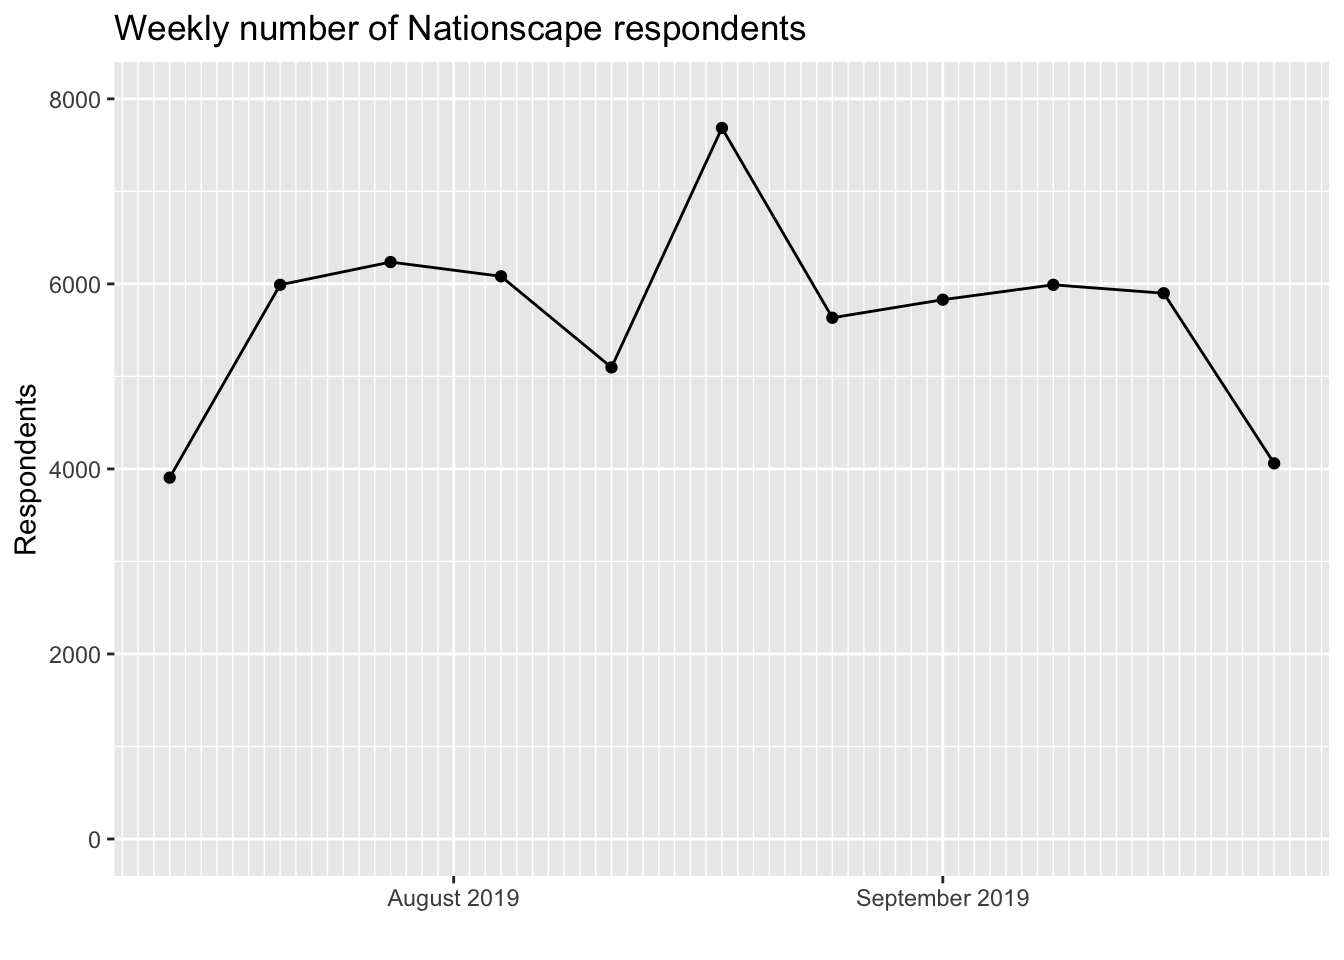 Weekly number of Nationscape respondents
8000
6000
4000
2000
0
Respondents
August 2019
September 2019